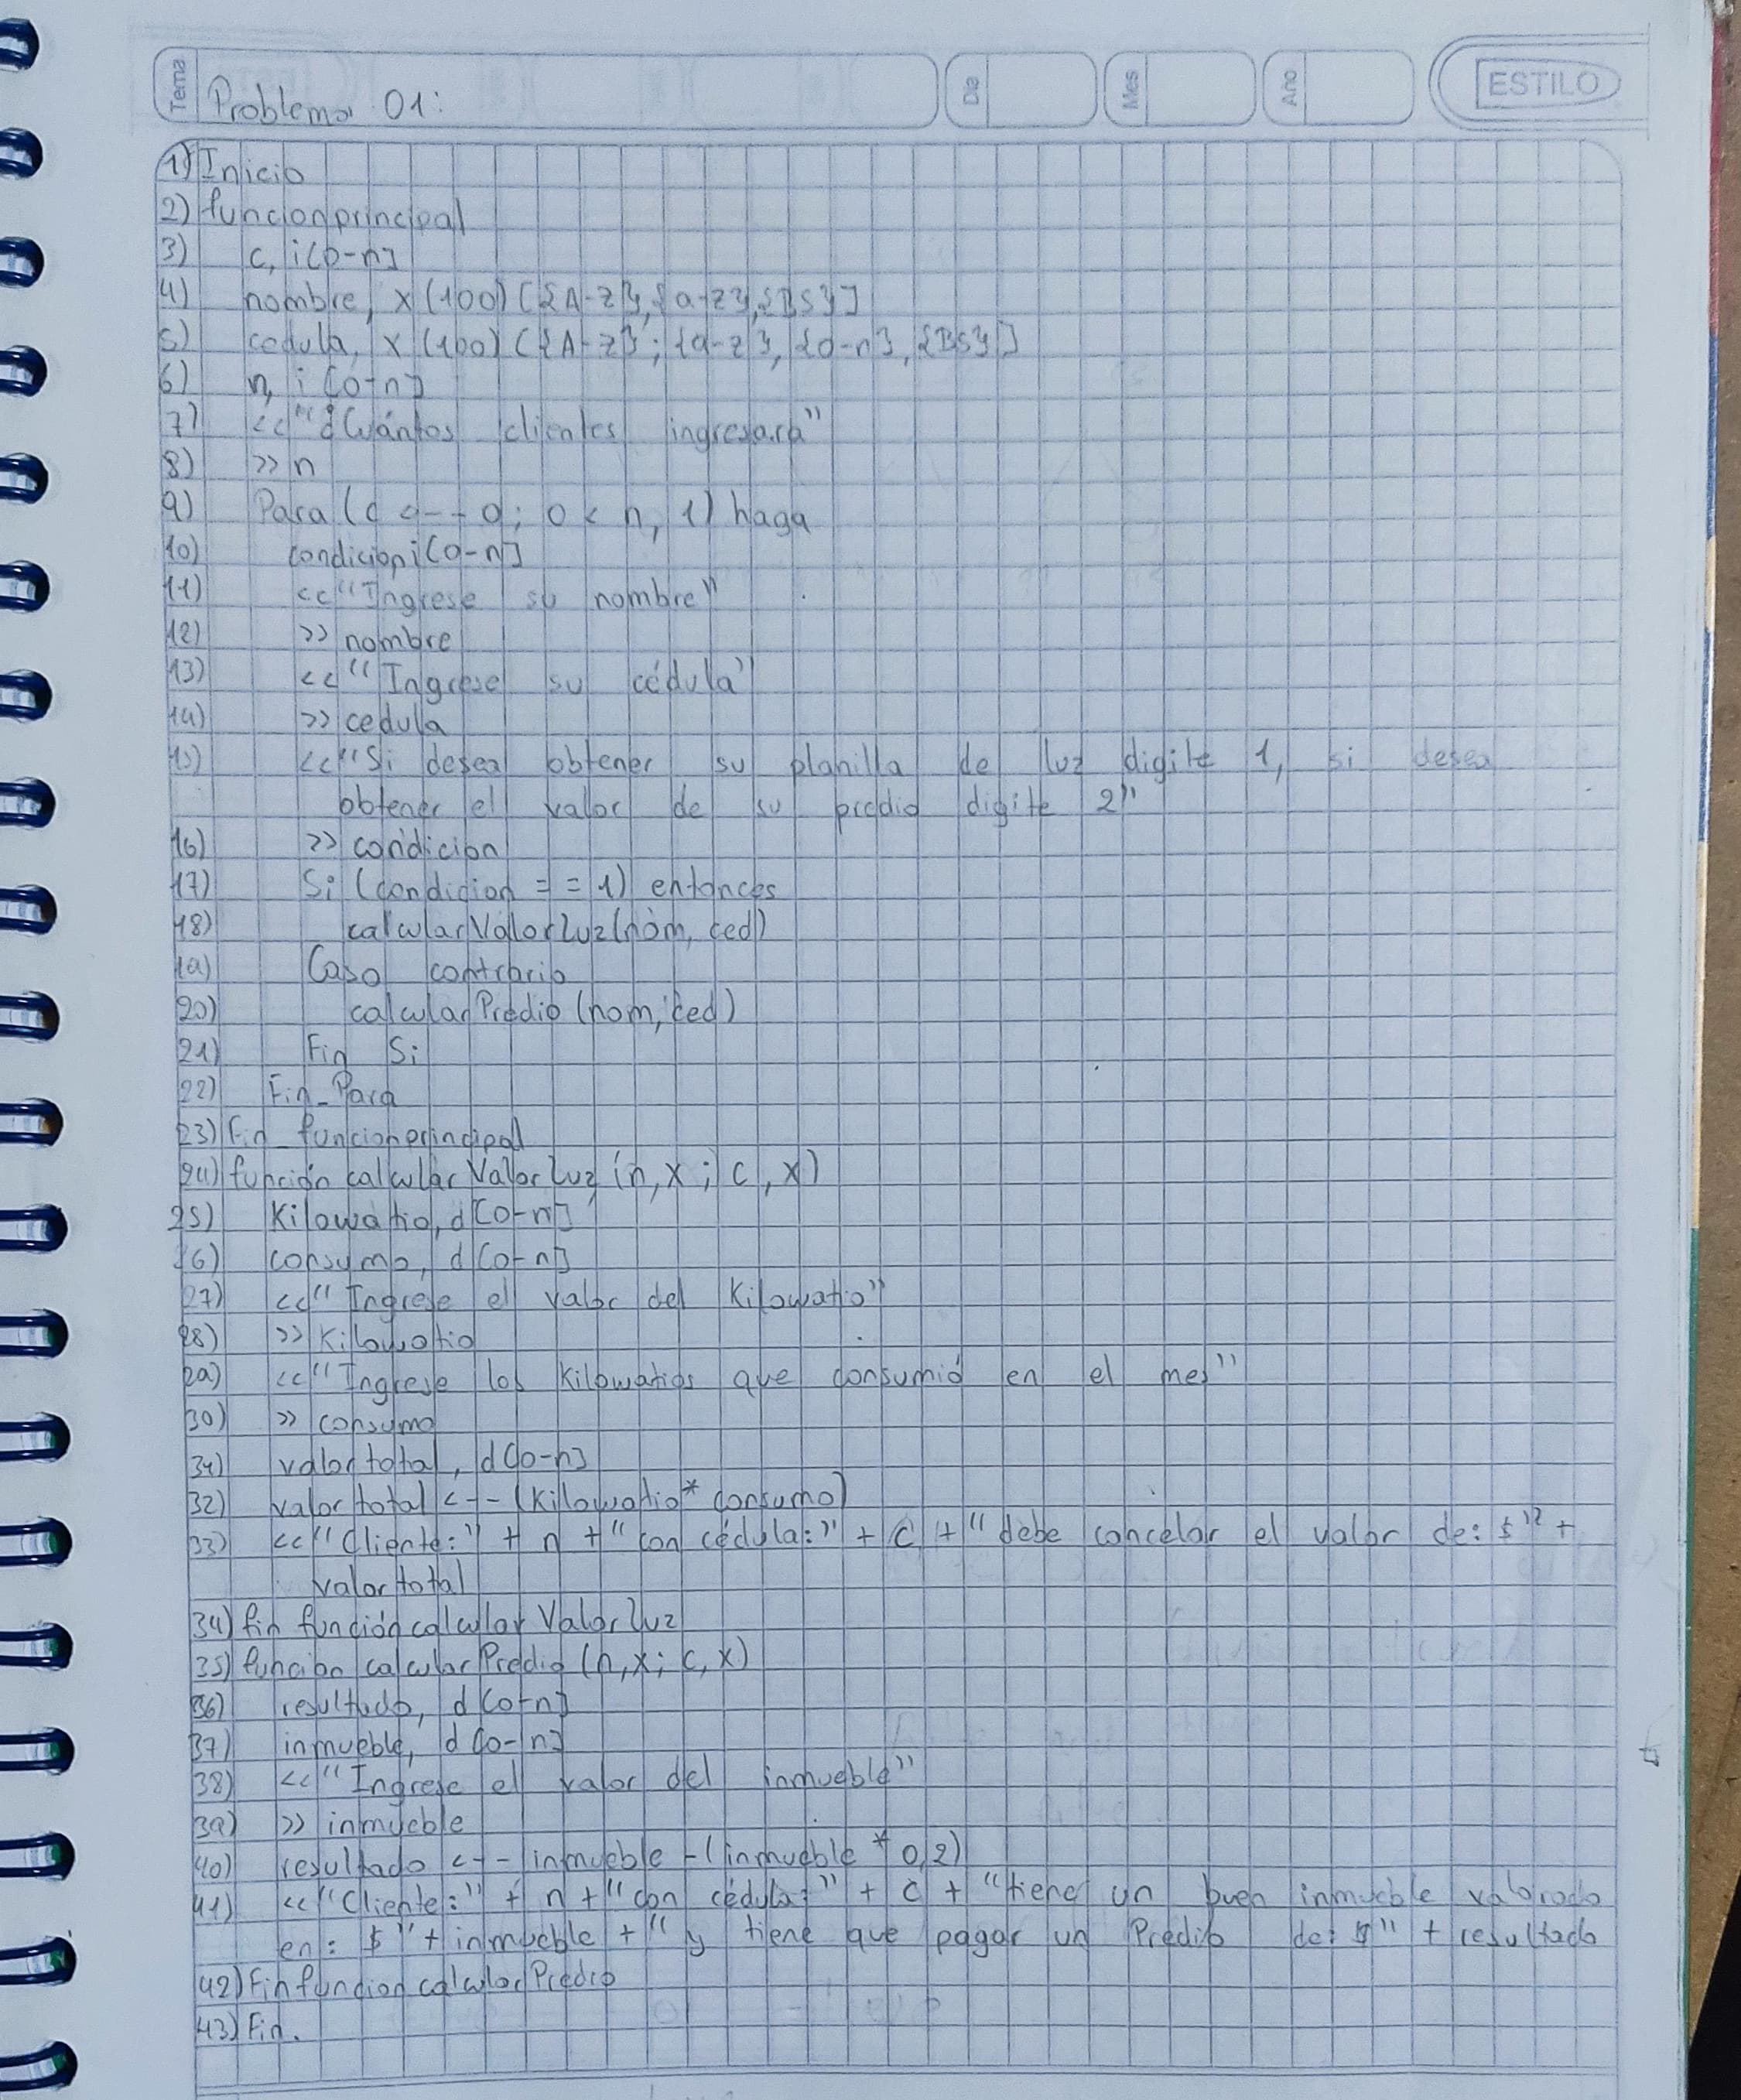 Tema
Problema 01:
Dia
Mes
Año
ESTILO
1) Inicio
2) funcionprincipal
3) c, i[0-n]
4) nombre, x(100)[{A-Z}, {a-z}, {BS}]
5) cedula, x(100)[{A-Z}; {a-z}, {0-n}, {BS}]
6) n, i[0-n]
7) <<"¿Cuántos clientes ingresara"
8) >> n
9) Para (c <-- 0; 0 < n, 1) haga
10) condicion i[0-n]
11) <<"Ingrese su nombre"
12) >> nombre
13) <<"Ingrese su cédula"
14) >> cedula
15) <<"Si desea obtener su planilla de luz digite 1, si desea
obtener el valor de su predio digite 2"
16) >> condicion
17) Si (condicion == 1) entonces
18) calcularValorluz(nom, ced)
19) Caso contrario
20) calcularPredio(nom, ced)
21) Fin Si
22) Fin_Para
23) Fin_funcionprincipal
24) función calcularValorluz (n, x; c, x)
25) Kilowatio, d[0-n]
26) consumo, d[0-n]
27) <<"Ingrese el valor del Kilowatio"
28) >> Kilowatio
29) <<"Ingrese los Kilowatios que consumió en el mes"
30) >> consumo
31) valortotal, d[0-n]
32) valortotal <-- (Kilowatio * consumo)
33) <<"Cliente:" + n + "con cédula:" + c + "debe cancelar el valor de: $" +
valortotal
34) fin función calcularValorluz
35) funcion calcularPredio (n, x; c, x)
36) resultado, d[0-n]
37) inmueble, d[0-n]
38) <<"Ingrese el valor del inmueble"
39) >> inmueble
40) resultado <-- inmueble - (inmueble * 0,2)
41) <<"Cliente:" + n + "con cédula:" + c + "tiene un buen inmueble valorado
en: $" + inmueble + "y tiene que pagar un Predio de: $" + resultado
42) Fin funcion calcularPredio
43) Fin.